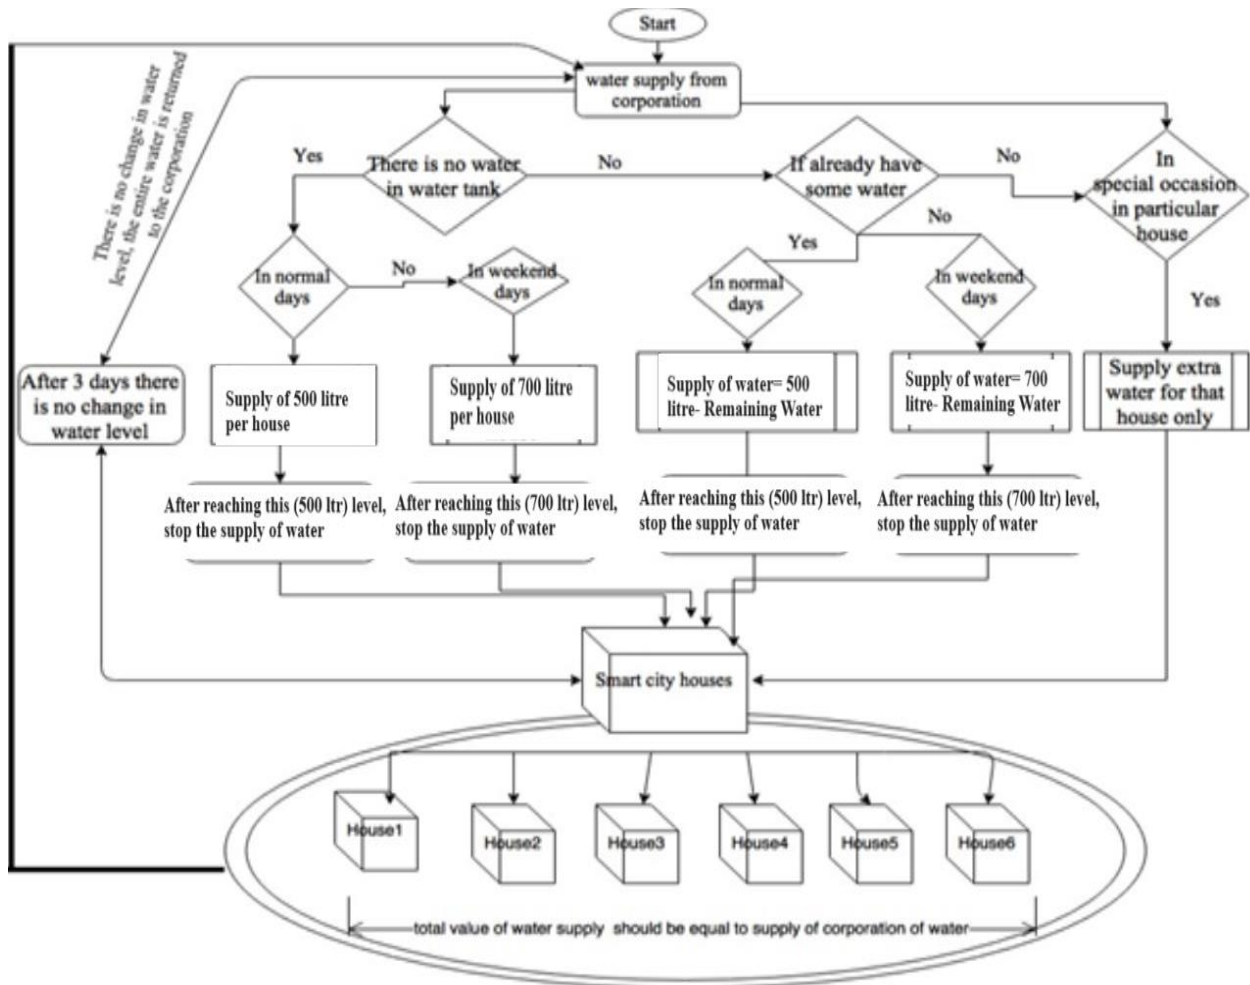 Start
water supply from
corporation
There is no change in water
level, the entire water is returned
to the corporation
Yes
There is no water
in water tank
No
If already have
some water
No
In
special occasion
in particular
house
No
Yes
In normal
days
No
In weekend
days
In normal
days
In weekend
days
Yes
After 3 days there
is no change in
water level
Supply of 500 litre
per house
Supply of 700 litre
per house
Supply of water= 500
litre- Remaining Water
Supply of water= 700
litre- Remaining Water
Supply extra
water for that
house only
After reaching this (500 ltr) level,
stop the supply of water
After reaching this (700 ltr) level,
stop the supply of water
After reaching this (500 ltr) level,
stop the supply of water
After reaching this (700 ltr) level,
stop the supply of water
Smart city houses
House1
House2
House3
House4
House5
House6
total value of water supply should be equal to supply of corporation of water